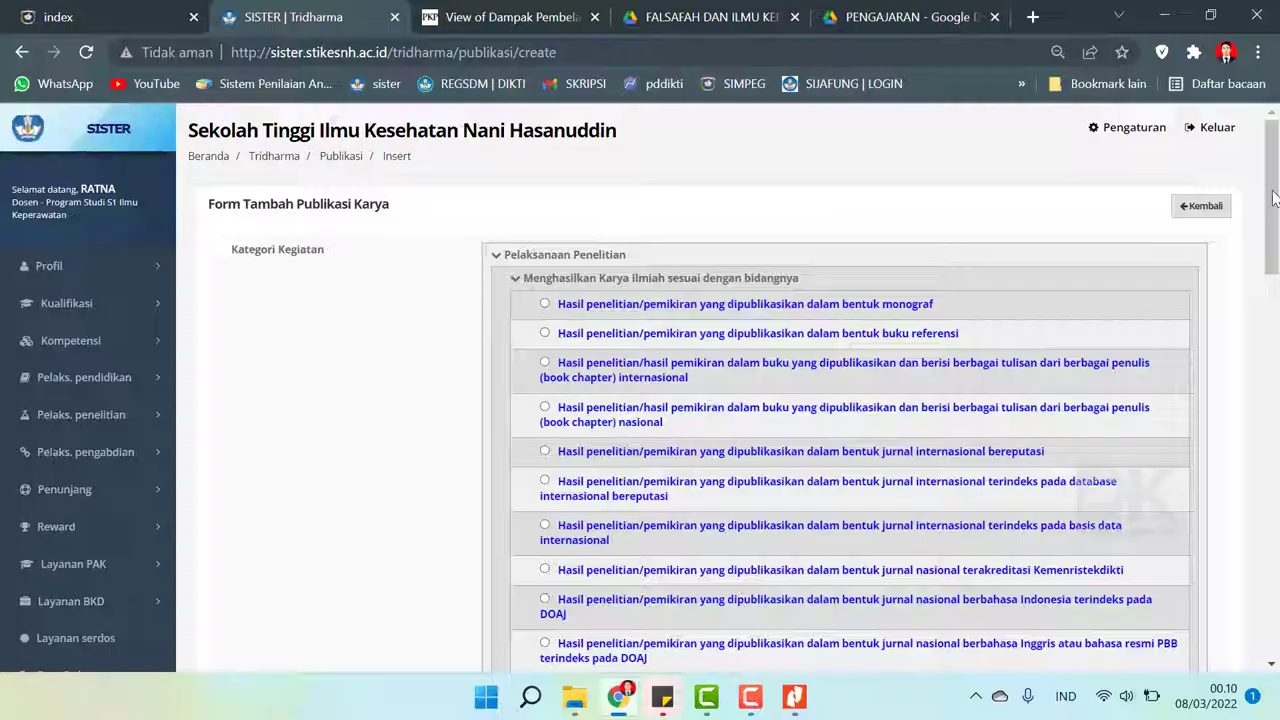 index
SISTER | Tridharma
PKP View of Dampak Pembela
FALSAFAH DAN ILMU KEP
PENGAJARAN - Google D
Tidak aman
http://sister.stikesnh.ac.id/tridharma/publikasi/create
WhatsApp
YouTube
Sistem Penilaian An...
sister
REGSDM | DIKTI
SKRIPSI
pddikti
SIMPEG
SIJAFUNG | LOGIN
»
Bookmark lain
Daftar bacaan
SISTER
Sekolah Tinggi Ilmu Kesehatan Nani Hasanuddin
Pengaturan
Keluar
Beranda / Tridharma / Publikasi / Insert
Selamat datang, RATNA
Dosen - Program Studi S1 Ilmu
Keperawatan
Profil
Kualifikasi
Kompetensi
Pelaks. pendidikan
Pelaks. penelitian
Pelaks. pengabdian
Penunjang
Reward
Layanan PAK
Layanan BKD
Layanan serdos
Form Tambah Publikasi Karya
Kembali
Kategori Kegiatan
Pelaksanaan Penelitian
Menghasilkan Karya ilmiah sesuai dengan bidangnya
Hasil penelitian/pemikiran yang dipublikasikan dalam bentuk monograf
Hasil penelitian/pemikiran yang dipublikasikan dalam bentuk buku referensi
Hasil penelitian/hasil pemikiran dalam buku yang dipublikasikan dan berisi berbagai tulisan dari berbagai penulis
(book chapter) internasional
Hasil penelitian/hasil pemikiran dalam buku yang dipublikasikan dan berisi berbagai tulisan dari berbagai penulis
(book chapter) nasional
Hasil penelitian/pemikiran yang dipublikasikan dalam bentuk jurnal internasional bereputasi
Hasil penelitian/pemikiran yang dipublikasikan dalam bentuk jurnal internasional terindeks pada database
internasional bereputasi
Hasil penelitian/pemikiran yang dipublikasikan dalam bentuk jurnal internasional terindeks pada basis data
internasional
Hasil penelitian/pemikiran yang dipublikasikan dalam bentuk jurnal nasional terakreditasi Kemenristekdikti
Hasil penelitian/pemikiran yang dipublikasikan dalam bentuk jurnal nasional berbahasa Indonesia terindeks pada
DOAJ
Hasil penelitian/pemikiran yang dipublikasikan dalam bentuk jurnal nasional berbahasa Inggris atau bahasa resmi PBB
terindeks pada DOAJ
IND
00.10
08/03/2022
1